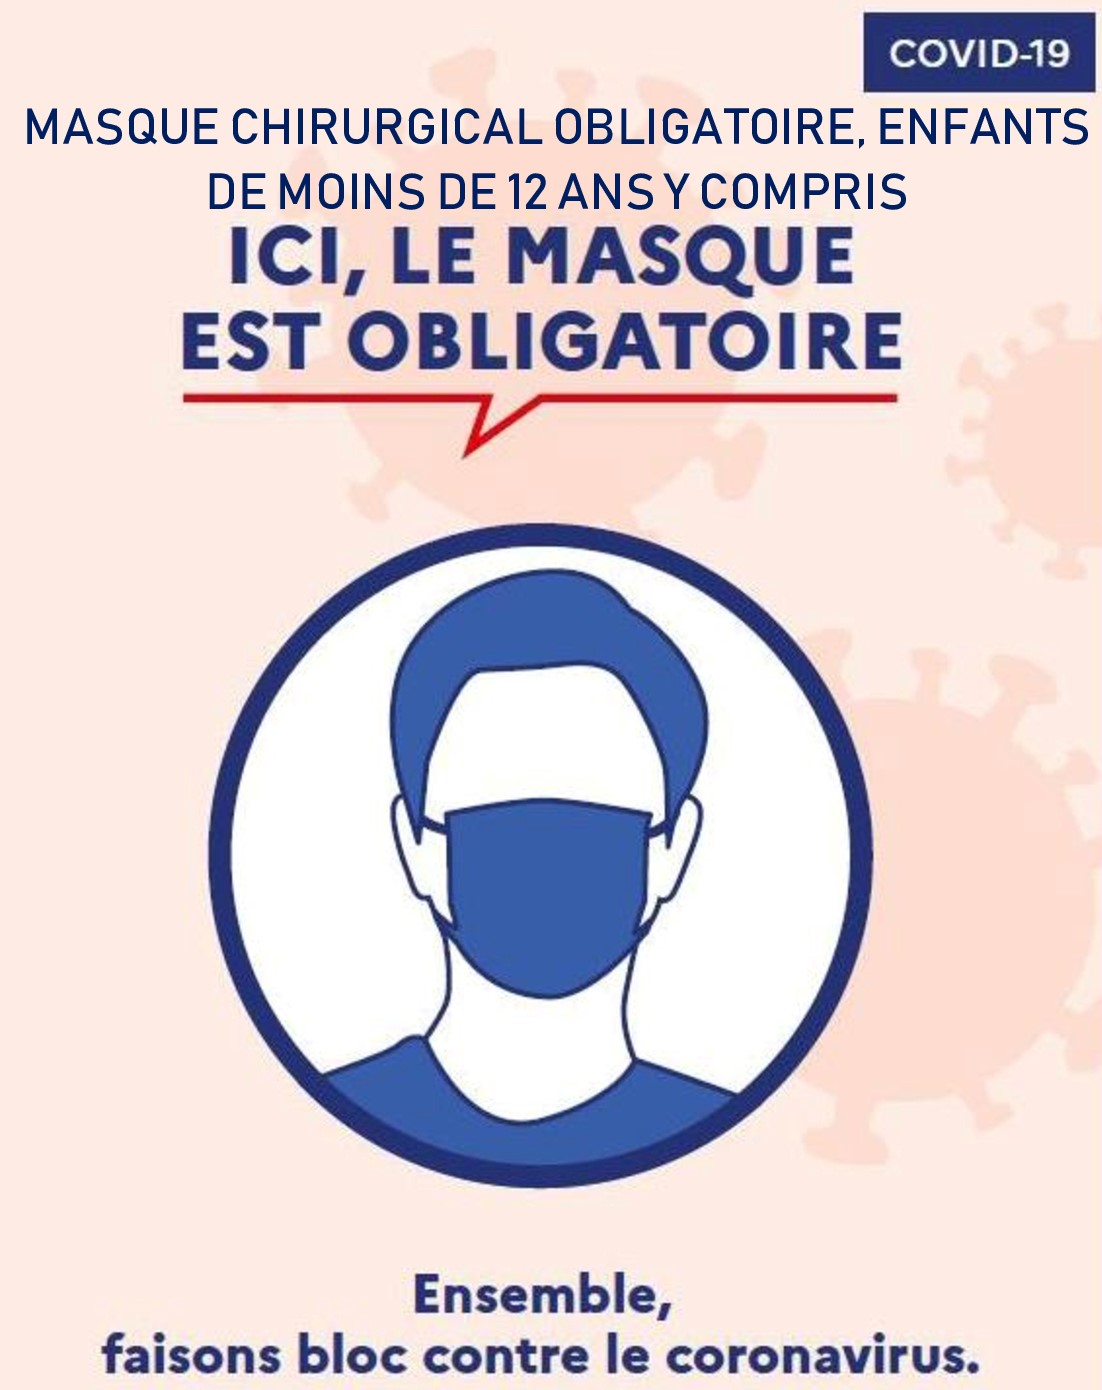 COVID-19
MASQUE CHIRURGICAL OBLIGATOIRE, ENFANTS
DE MOINS DE 12 ANS Y COMPRIS
ICI, LE MASQUE
EST OBLIGATOIRE
Ensemble,
faisons bloc contre le coronavirus.